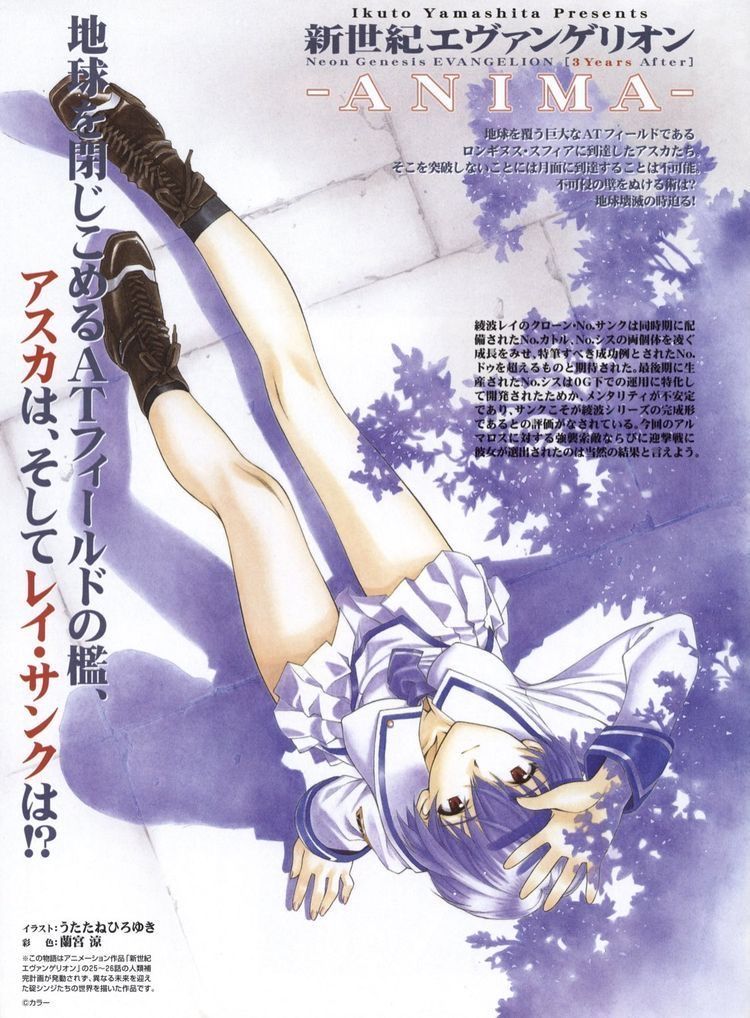 Ikuto Yamashita Presents
新世紀エヴァンゲリオン
Neon Genesis EVANGELION [3 Years After]
-ANIMA-
地球を覆う巨大なATフィールドである
ロンギヌス・スフィアに到達したアスカたち。
そこを突破しないことには月面に到達することは不可能。
不可侵の壁をぬける術は?
地球壊滅の時迫る!
地球を閉じこめるATフィールドの檻、
アスカは、そしてレイ・サンクは!?
綾波レイのクローン・No.サンクは同時期に配
備されたNo.カトル、No.シスの両個体を凌ぐ
成長をみせ、特筆すべき成功例とされたNo.
ドゥを超えるものと期待された。最後期に生
産されたNo.シスは0G下での運用に特化し
て開発されたためか、メンタリティが不安定
であり、サンクこそが綾波シリーズの完成形
であるとの評価がなされている。今回のアル
マロスに対する強襲索敵ならびに迎撃戦に
彼女が選出されたのは当然の結果と言えよう。
イラスト:うたたねひろゆき
彩 色:蘭宮 涼
※この物語はアニメーション作品「新世紀
エヴァンゲリオン」の25〜26話の人類補
完計画が発動されず、異なる未来を迎え
た碇シンジたちの世界を描いた作品です。
©カラー